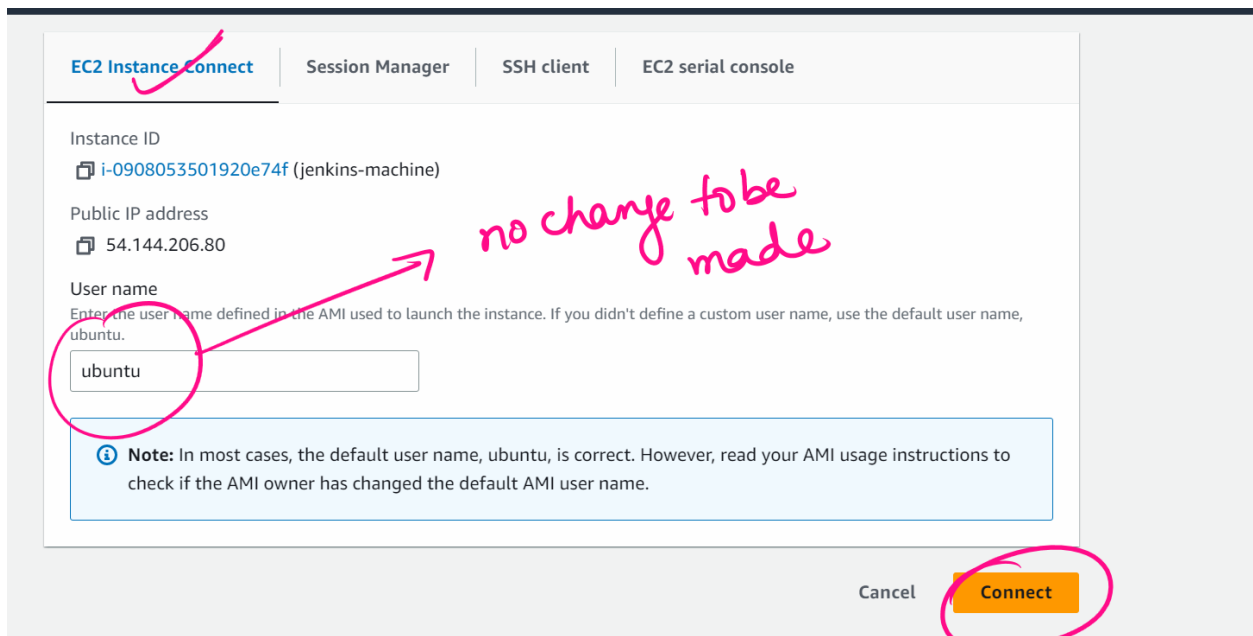 EC2 Instance Connect Session Manager SSH client EC2 serial console
Instance ID
i-0908053501920e74f (jenkins-machine)
Public IP address
54.144.206.80
no change to be
made
User name
Enter the user name defined in the AMI used to launch the instance. If you didn't define a custom user name, use the default user name,
ubuntu.
ubuntu
Note: In most cases, the default user name, ubuntu, is correct. However, read your AMI usage instructions to
check if the AMI owner has changed the default AMI user name.
Cancel Connect